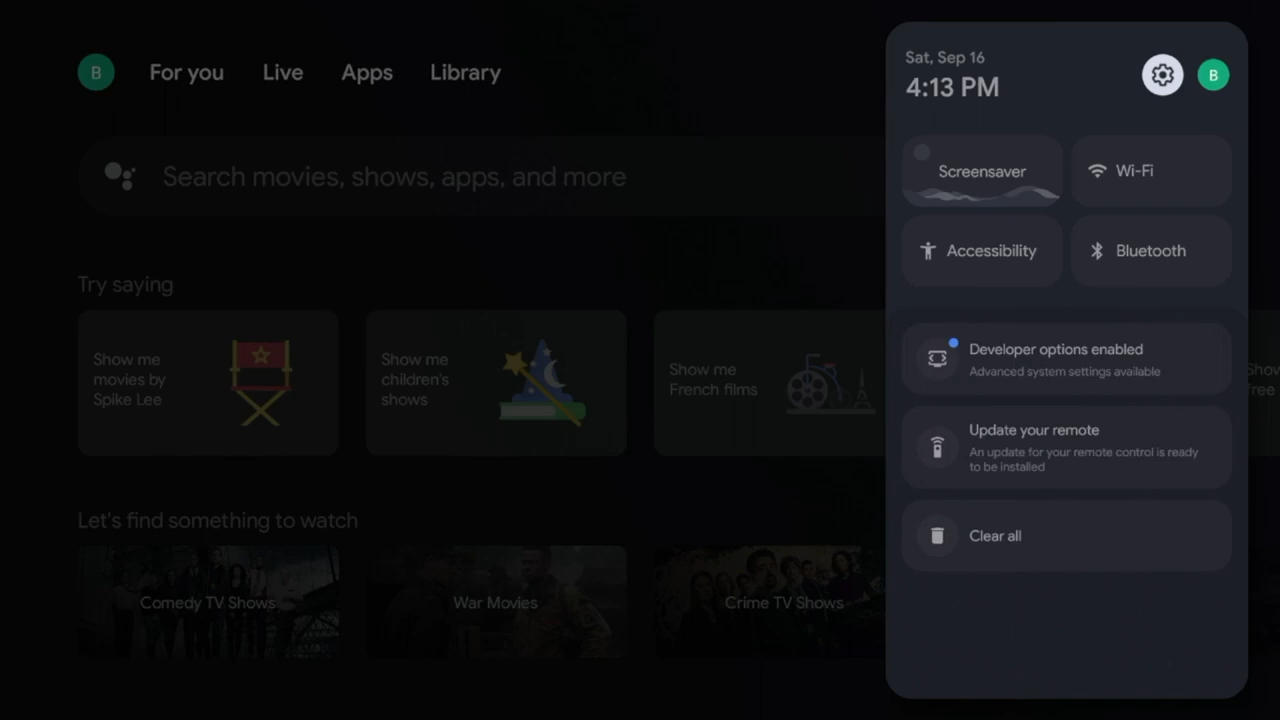 B
For you
Live
Apps
Library
Search movies, shows, apps, and more
Try saying
Show me
movies by
Spike Lee
Show me
children's
shows
Show me
French films
Let's find something to watch
Comedy TV Shows
War Movies
Crime TV Shows
Sat, Sep 16
4:13 PM
B
Screensaver
Wi-Fi
Accessibility
Bluetooth
Developer options enabled
Advanced system settings available
Update your remote
An update for your remote control is ready
to be installed
Clear all